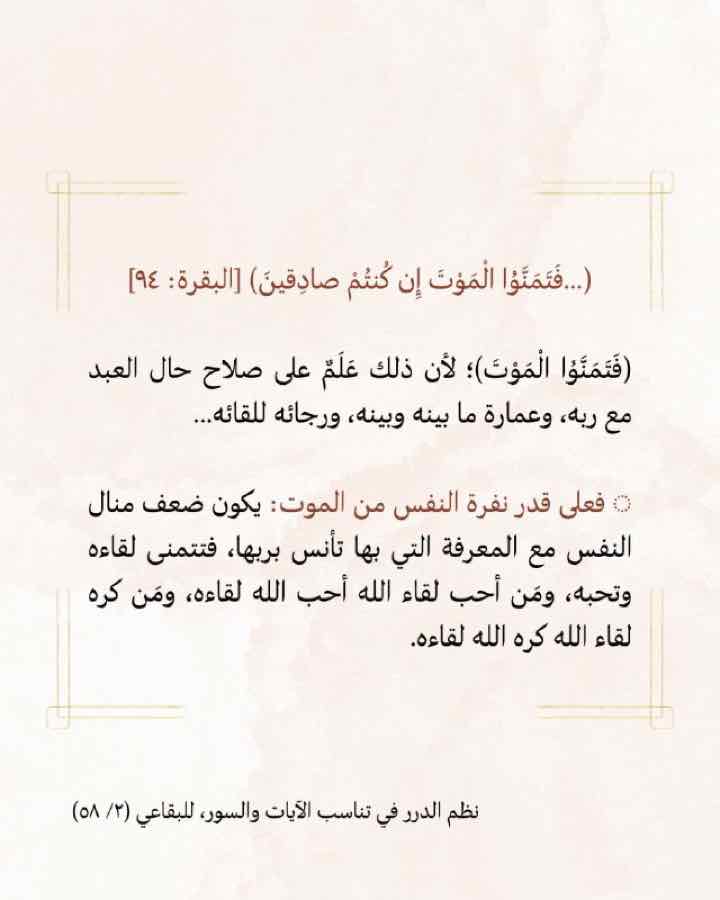 (...فَتَمَنَّوُا الْمَوْتَ إِن كُنتُمْ صادِقينَ) [البقرة: ٩٤]
(فَتَمَنَّوُا الْمَوْتَ)؛ لأن ذلك عَلَمٌ على صلاح حال العبد
مع ربه، وعمارة ما بينه وبينه، ورجائه للقائه...
فعلى قدر نفرة النفس من الموت: يكون ضعف منال
النفس مع المعرفة التي بها تأنس بربها، فتتمنى لقاءه
وتحبه، ومَن أحب لقاء الله أحب الله لقاءه، ومَن كره
لقاء الله كره الله لقاءه.
نظم الدرر في تناسب الآيات والسور، للبقاعي (٢/ ٥٨)